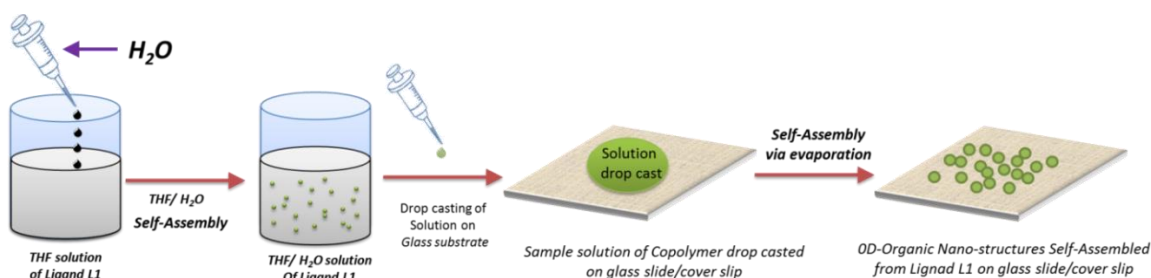 H2O
THF solution
of Ligand L1
THF/ H2O
Self-Assembly
THF/ H2O solution
Of Ligand L1
Drop casting of
Solution on
Glass substrate
Solution
drop cast
Sample solution of Copolymer drop casted
on glass slide/cover slip
Self-Assembly
via evaporation
0D-Organic Nano-structures Self-Assembled
from Lignad L1 on glass slide/cover slip